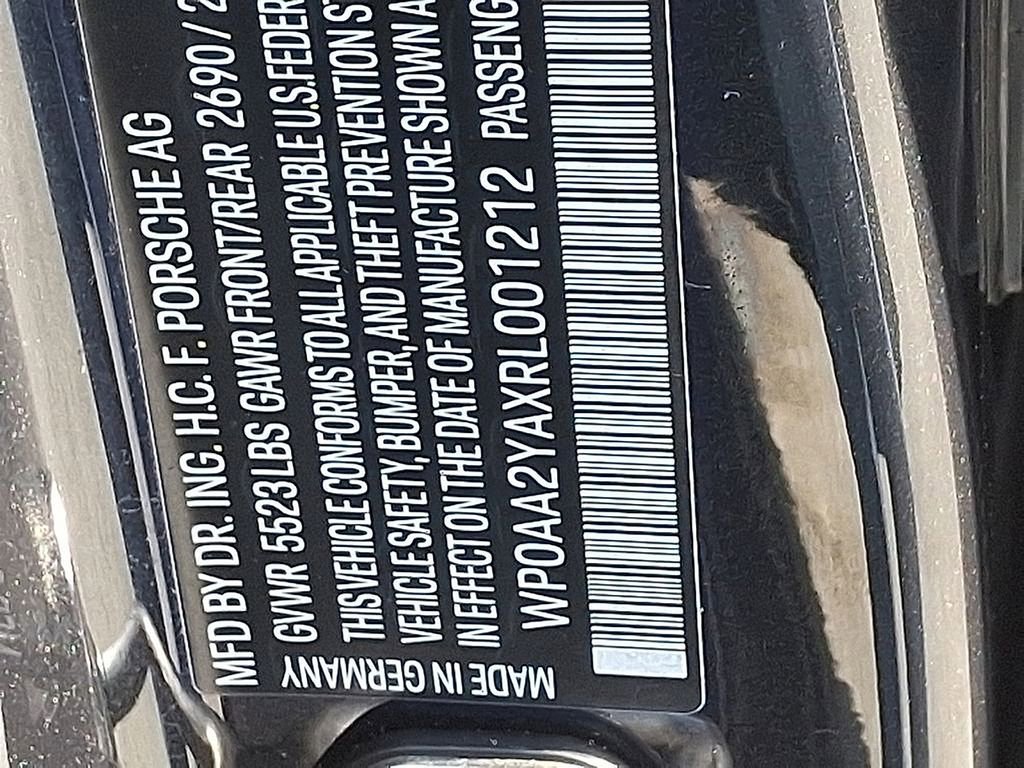 MFD BY DR. ING. H.C. F. PORSCHE AG
GVWR 5523 LBS GAWR FRONT/REAR 2690 / 2
THIS VEHICLE CONFORMS TO ALL APPLICABLE U.S. FEDER
VEHICLE SAFETY, BUMPER, AND THEFT PREVENTION ST
IN EFFECT ON THE DATE OF MANUFACTURE SHOWN A
WP0AA2YAXRL001212 PASSENG
MADE IN GERMANY